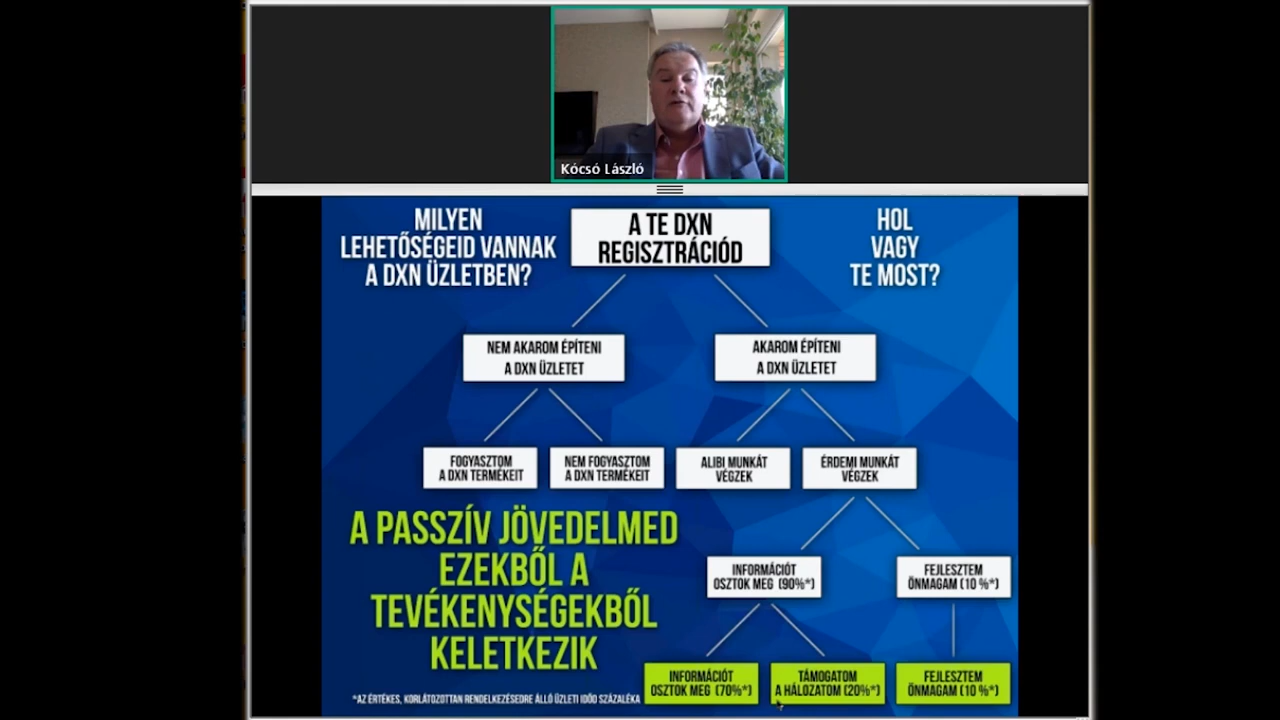 Kócsó László
MILYEN
LEHETŐSÉGEID VANNAK
A DXN ÜZLETBEN?
A TE DXN
REGISZTRÁCIÓD
HOL
VAGY
TE MOST?
NEM AKAROM ÉPÍTENI
A DXN ÜZLETET
AKAROM ÉPÍTENI
A DXN ÜZLETET
FOGYASZTOM
A DXN TERMÉKEIT
NEM FOGYASZTOM
A DXN TERMÉKEIT
ALIBI MUNKÁT
VÉGZEK
ÉRDEMI MUNKÁT
VÉGZEK
A PASSZÍV JÖVEDELMED
EZEKBŐL A
TEVÉKENYSÉGEKBŐL
KELETKEZIK
INFORMÁCIÓT
OSZTOK MEG (90%*)
FEJLESZTEM
ÖNMAGAM (10 %*)
INFORMÁCIÓT
OSZTOK MEG (70%*)
TÁMOGATOM
A HÁLOZATOM (20%*)
FEJLESZTEM
ÖNMAGAM (10 %*)
*AZ ÉRTÉKES, KORLÁTOZOTTAN RENDELKEZÉSEDRE ÁLLÓ ÜZLETI IDŐD SZÁZALÉKA